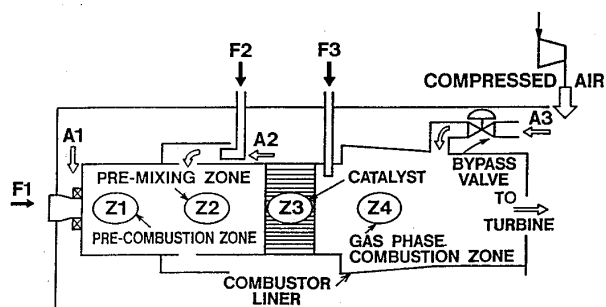 F2
F3
COMPRESSED AIR
A1
A2
A3
F1
PRE-MIXING ZONE
CATALYST
BYPASS
VALVE
Z1
Z2
Z3
Z4
TO
TURBINE
PRE-COMBUSTION ZONE
GAS PHASE
COMBUSTION ZONE
COMBUSTOR
LINER